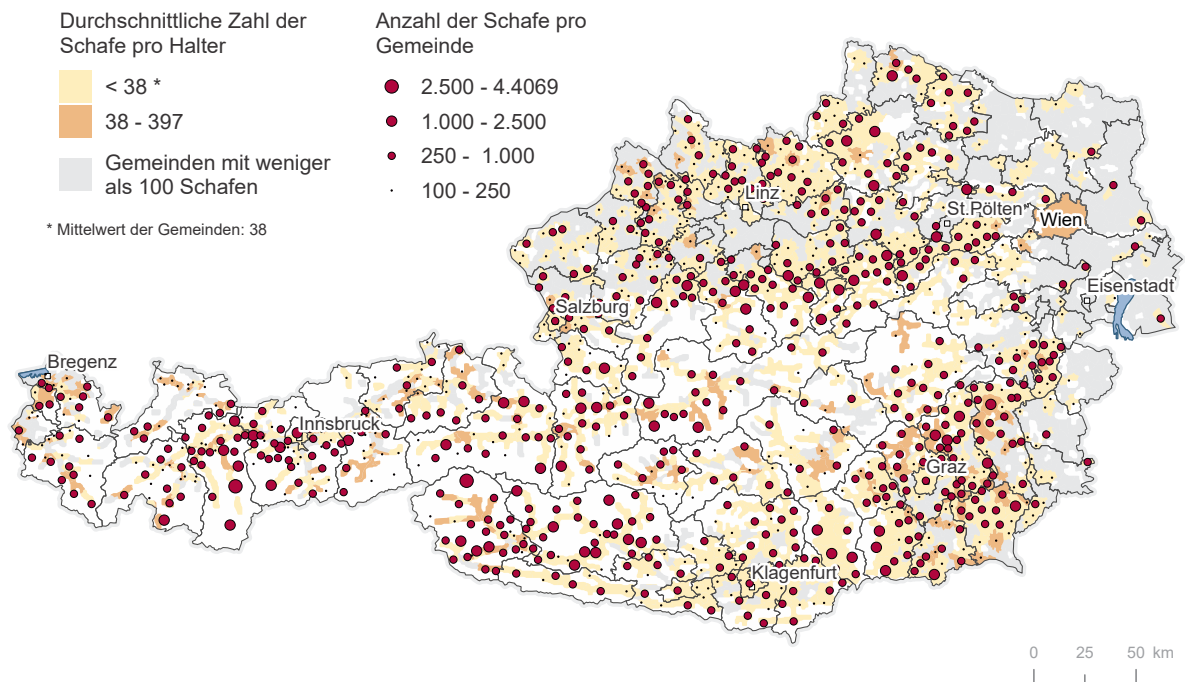 Durchschnittliche Zahl der
Schafe pro Halter
< 38 *
38 - 397
Gemeinden mit weniger
als 100 Schafen
* Mittelwert der Gemeinden: 38
Anzahl der Schafe pro
Gemeinde
2.500 - 4.4069
1.000 - 2.500
250 - 1.000
100 - 250
Linz
St.Pölten
Wien
Eisenstadt
Salzburg
Bregenz
Innsbruck
Graz
Klagenfurt
0 25 50 km